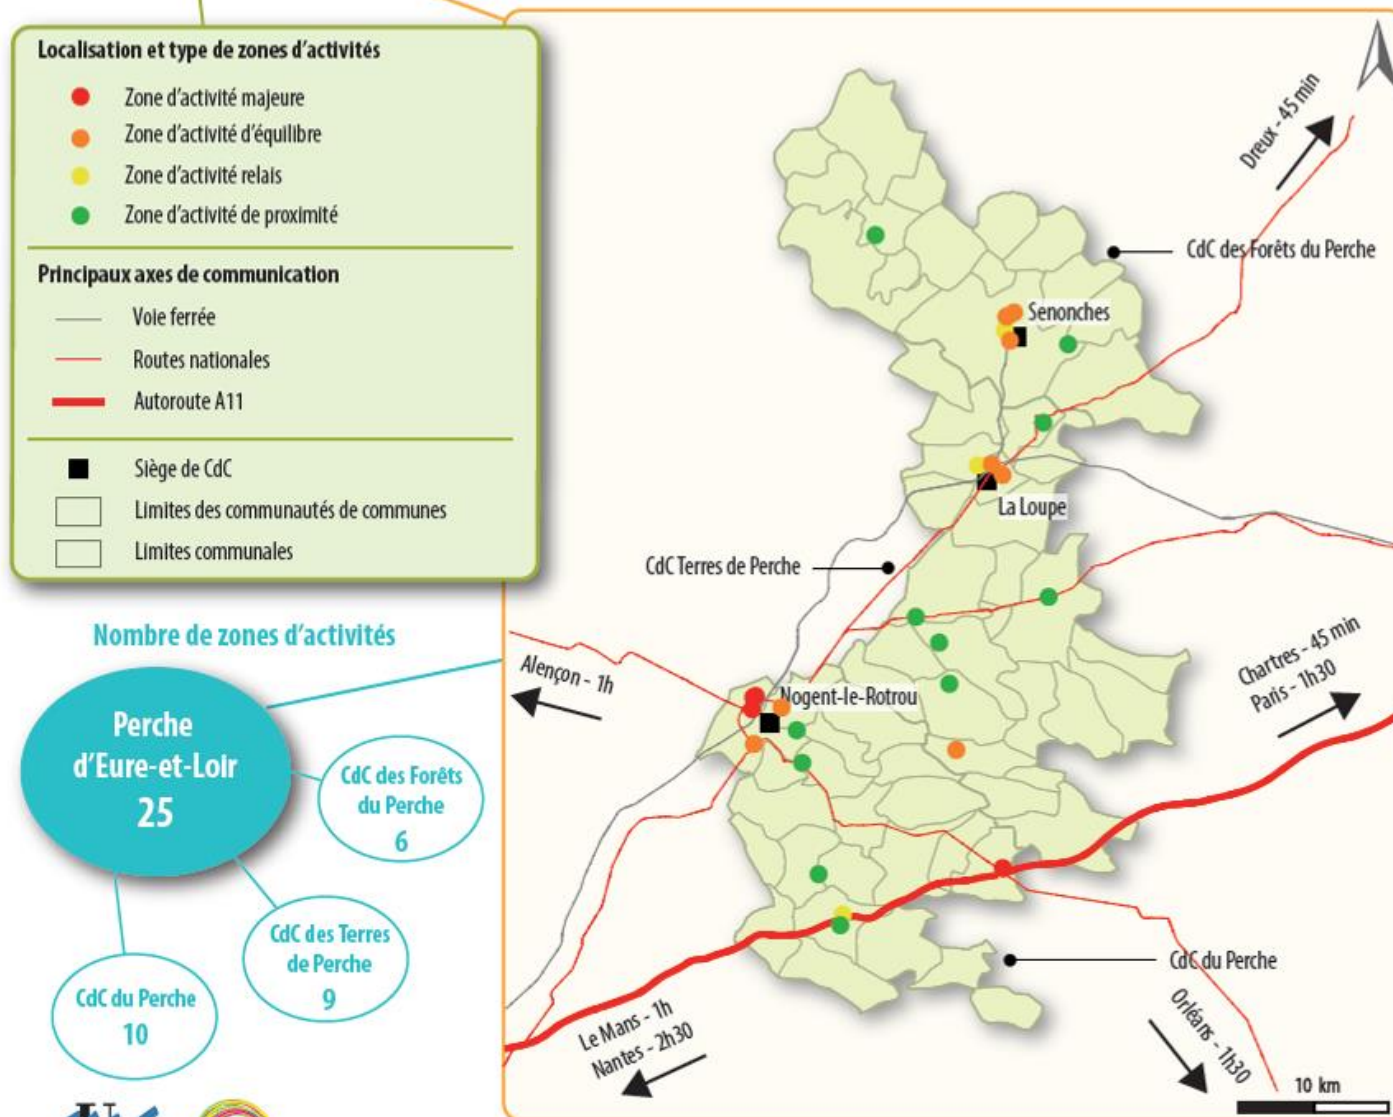 Localisation et type de zones d'activités
Zone d'activité majeure
Zone d'activité d'équilibre
Zone d'activité relais
Zone d'activité de proximité
Principaux axes de communication
Voie ferrée
Routes nationales
Autoroute A11
Siège de CdC
Limites des communautés de communes
Limites communales
Nombre de zones d'activités
Perche
d'Eure-et-Loir
25
CdC des Forêts
du Perche
6
CdC des Terres
de Perche
9
CdC du Perche
10
Dreux - 45 min
CdC des Forêts du Perche
Senonches
La Loupe
CdC Terres de Perche
Alençon - 1h
Nogent-le-Rotrou
Chartres - 45 min
Paris - 1h30
CdC du Perche
Le Mans - 1h
Nantes - 2h30
Orléans - 1h30
10 km